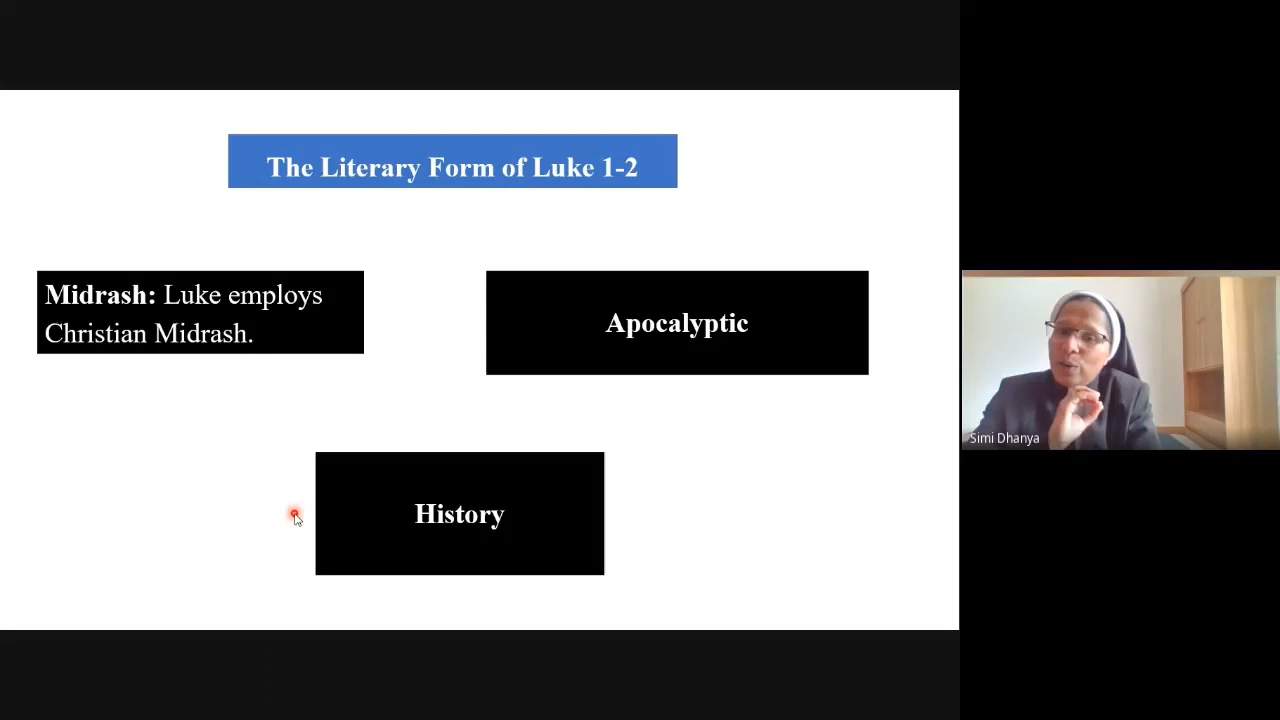 The Literary Form of Luke 1-2
Midrash: Luke employs
Christian Midrash.
Apocalyptic
History
Simi Dhanya